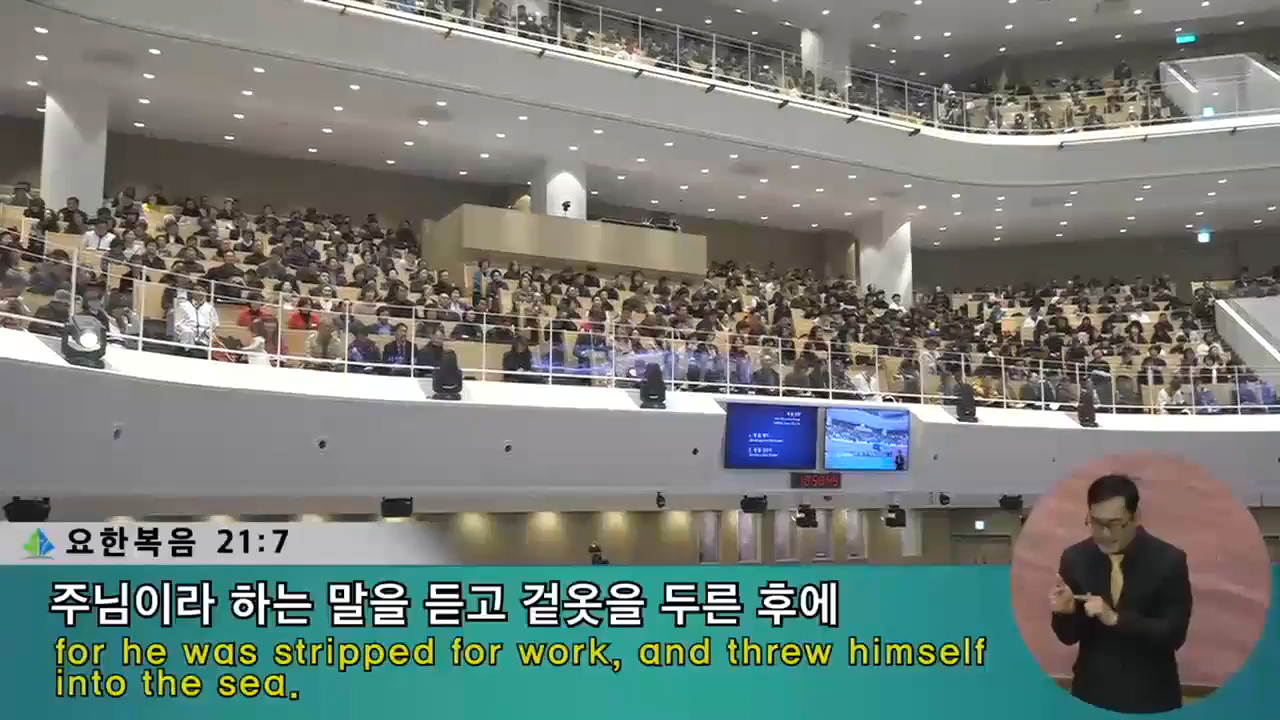 요한복음 21:7
주님이라 하는 말을 듣고 겉옷을 두른 후에
for he was stripped for work, and threw himself
into the sea.